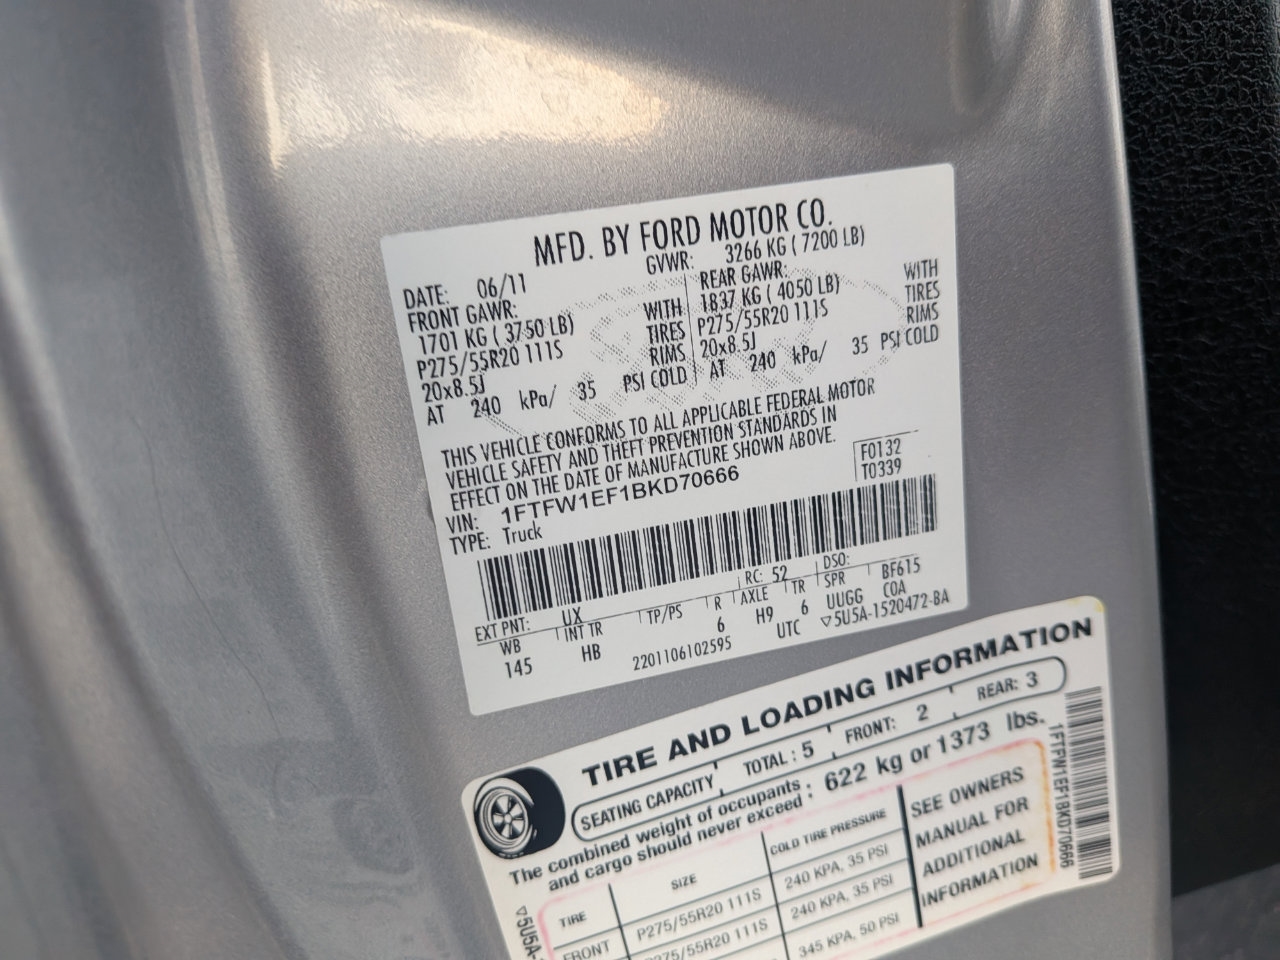 MFD. BY FORD MOTOR CO.
DATE: 06/11 GVWR: 3266 KG ( 7200 LB)
FRONT GAWR: REAR GAWR:
1701 KG ( 3750 LB) WITH 1837 KG ( 4050 LB) WITH
P275/55R20 111S TIRES P275/55R20 111S TIRES
20x8.5J RIMS 20x8.5J RIMS
AT 240 kPa/ 35 PSI COLD AT 240 kPa/ 35 PSI COLD
THIS VEHICLE CONFORMS TO ALL APPLICABLE FEDERAL MOTOR
VEHICLE SAFETY AND THEFT PREVENTION STANDARDS IN
EFFECT ON THE DATE OF MANUFACTURE SHOWN ABOVE.
VIN: 1FTFW1EF1BKD70666 F0132
TYPE: Truck T0339
EXT PNT: UX RC: 52 DSO:
WB INT TR TP/PS R AXLE TR SPR BF615
145 HB 6 H9 6 UUGG COA
2201106102595 UTC ▽5U5A-1520472-BA
TIRE AND LOADING INFORMATION
SEATING CAPACITY TOTAL : 5 FRONT: 2 REAR: 3
The combined weight of occupants
and cargo should never exceed : 622 kg or 1373 lbs.
TIRE SIZE COLD TIRE PRESSURE
FRONT P275/55R20 111S 240 KPA, 35 PSI
P275/55R20 111S 240 KPA, 35 PSI
345 KPA, 50 PSI
SEE OWNERS
MANUAL FOR
ADDITIONAL
INFORMATION
1FTFW1EF1BKD70666
▽5U5A-